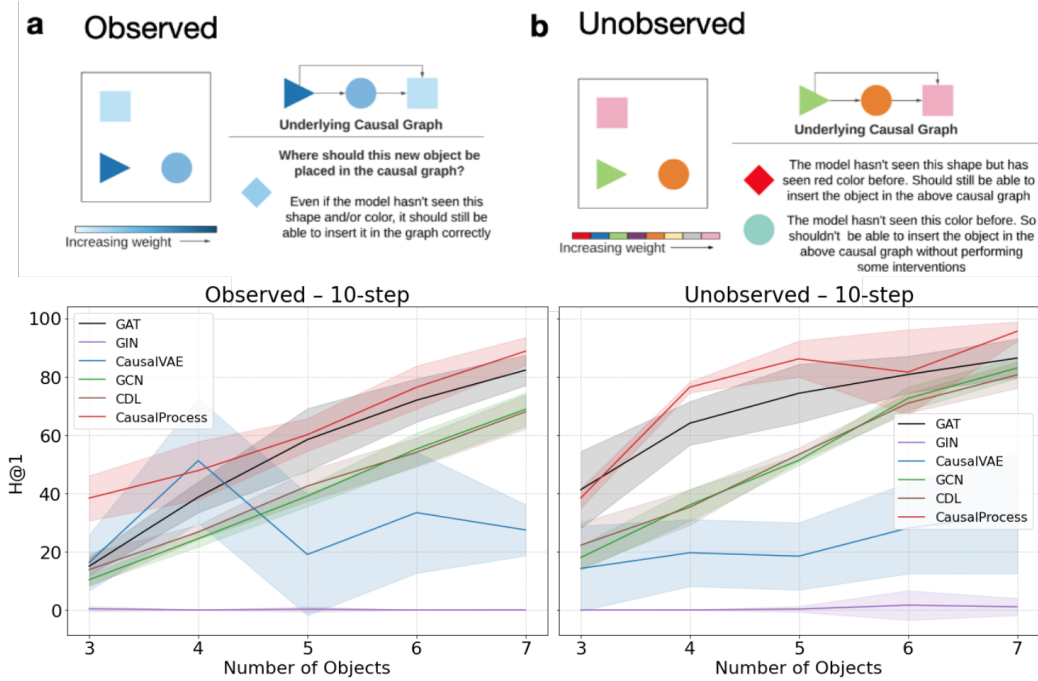 a Observed
Underlying Causal Graph
Where should this new object be
placed in the causal graph?
Even if the model hasn't seen this
shape and/or color, it should still be
able to insert it in the graph correctly
Increasing weight
b Unobserved
Underlying Causal Graph
The model hasn't seen this shape but has
seen red color before. Should still be able to
insert the object in the above causal graph
The model hasn't seen this color before. So
shouldn't be able to insert the object in the
above causal graph without performing
some interventions
Increasing weight
Observed – 10-step
H@1
100
80
60
40
20
0
GAT
GIN
CausalVAE
GCN
CDL
CausalProcess
3 4 5 6 7
Number of Objects
Unobserved – 10-step
GAT
GIN
CausalVAE
GCN
CDL
CausalProcess
3 4 5 6 7
Number of Objects